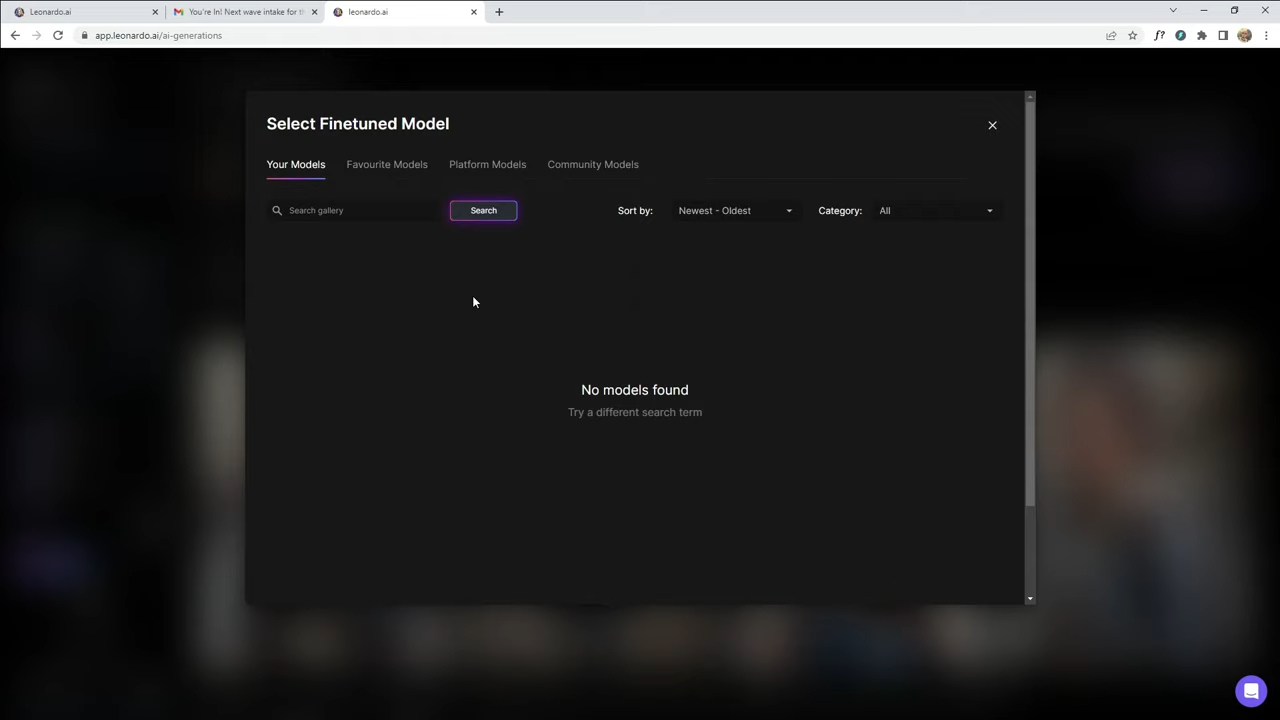 Leonardo.ai
You're In! Next wave intake for th
leonardo.ai
app.leonardo.ai/ai-generations
f?
Select Finetuned Model
Your Models Favourite Models Platform Models Community Models
Search gallery Search Sort by: Newest - Oldest Category: All
No models found
Try a different search term